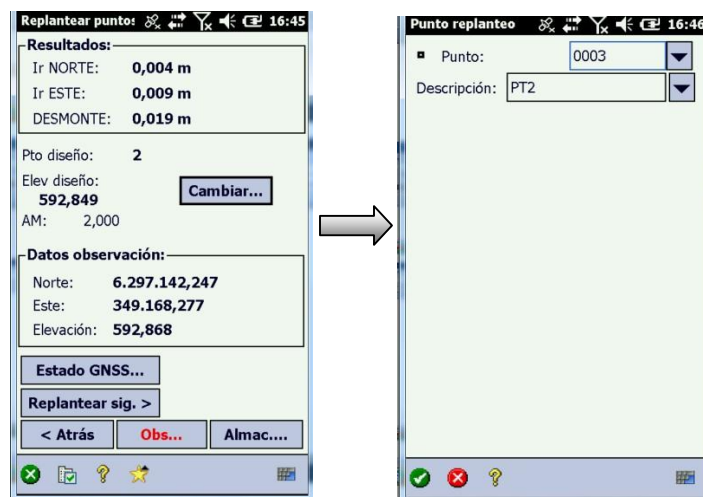 Replantear punto: 16:45
Resultados:
Ir NORTE: 0,004 m
Ir ESTE: 0,009 m
DESMONTE: 0,019 m
Pto diseño: 2
Elev diseño:
592,849
Cambiar...
AM: 2,000
Datos observación:
Norte: 6.297.142,247
Este: 349.168,277
Elevación: 592,868
Estado GNSS...
Replantear sig. >
< Atrás Obs... Almac....
Punto replanteo 16:46
Punto: 0003
Descripción: PT2